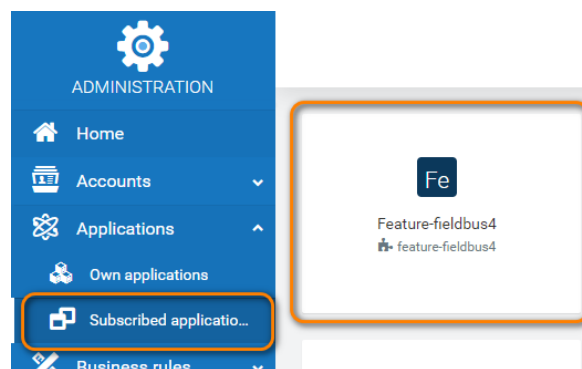 ADMINISTRATION
Home
Accounts
Applications
Own applications
Subscribed applicatio...
Business rules
Fe
Feature-fieldbus4
feature-fieldbus4